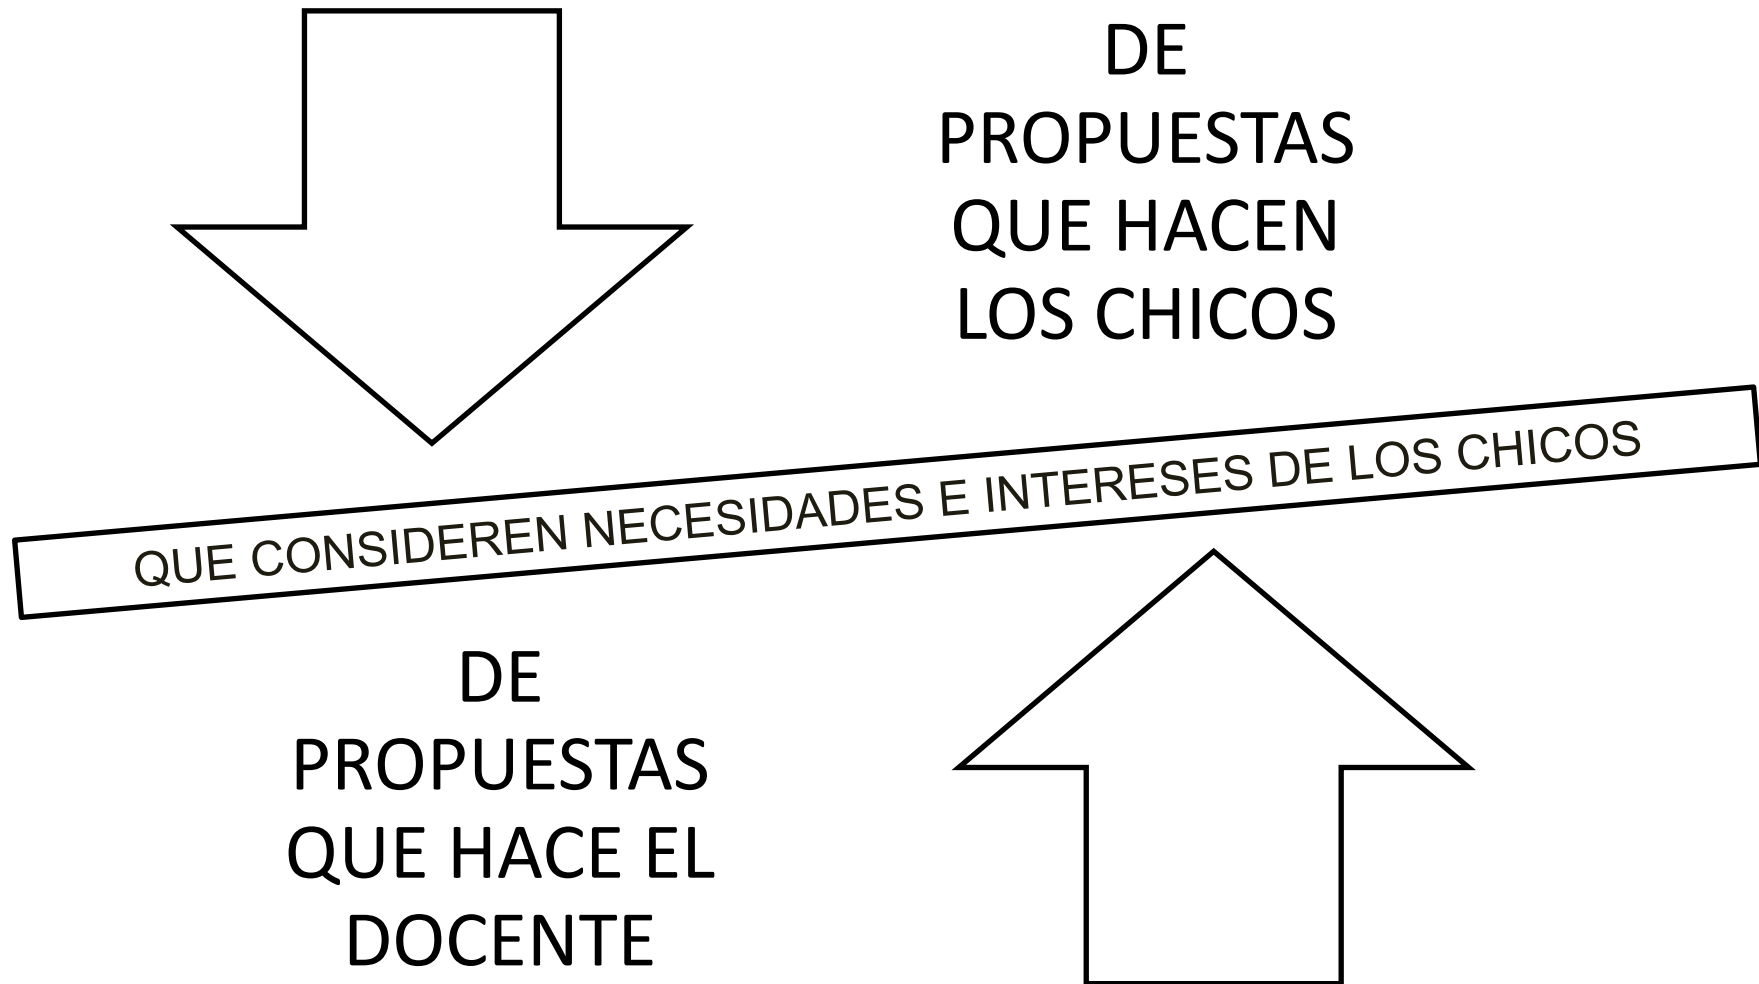 DE
PROPUESTAS
QUE HACEN
LOS CHICOS
QUE CONSIDEREN NECESIDADES E INTERESES DE LOS CHICOS
DE
PROPUESTAS
QUE HACE EL
DOCENTE